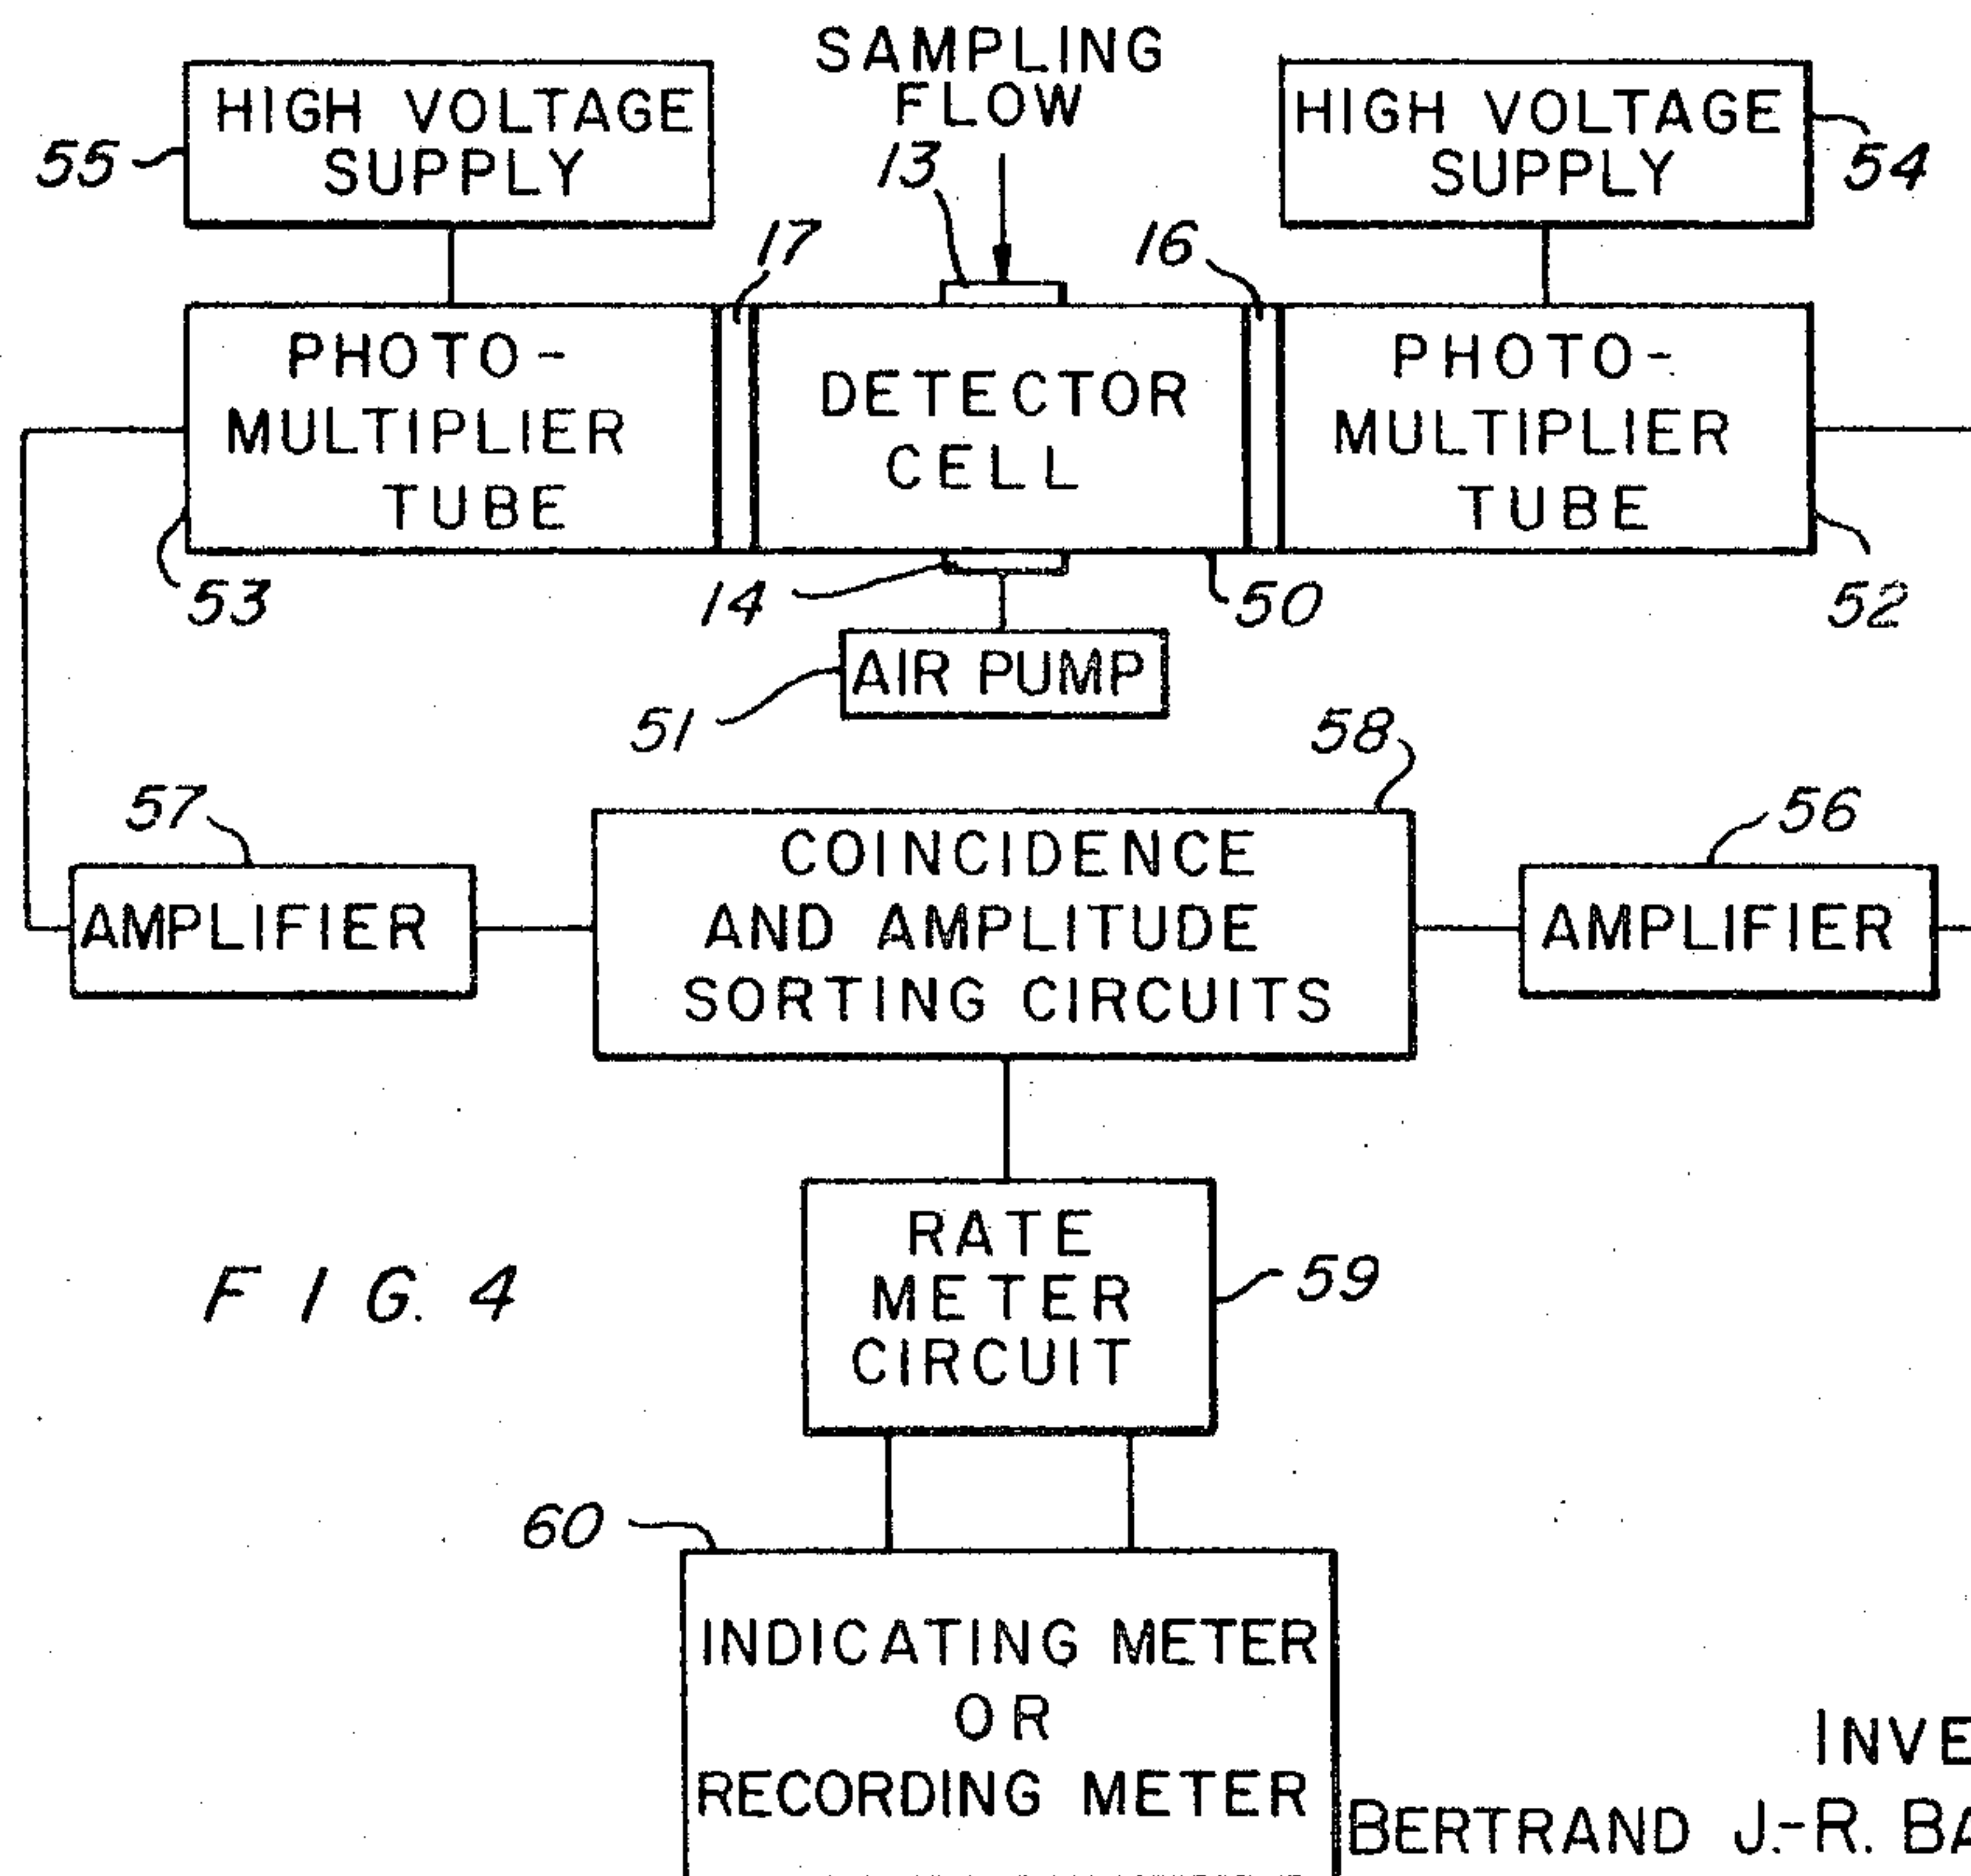 SAMPLING
FLOW
HIGH VOLTAGE
SUPPLY
55
HIGH VOLTAGE
SUPPLY
54
13
17
16
PHOTO-
MULTIPLIER
TUBE
53
DETECTOR
CELL
PHOTO-
MULTIPLIER
TUBE
52
14
50
AIR PUMP
51
58
57
56
AMPLIFIER
COINCIDENCE
AND AMPLITUDE
SORTING CIRCUITS
AMPLIFIER
RATE
METER
CIRCUIT
59
FIG. 4
60
INDICATING METER
OR
RECORDING METER
BERTRAND J.-R.